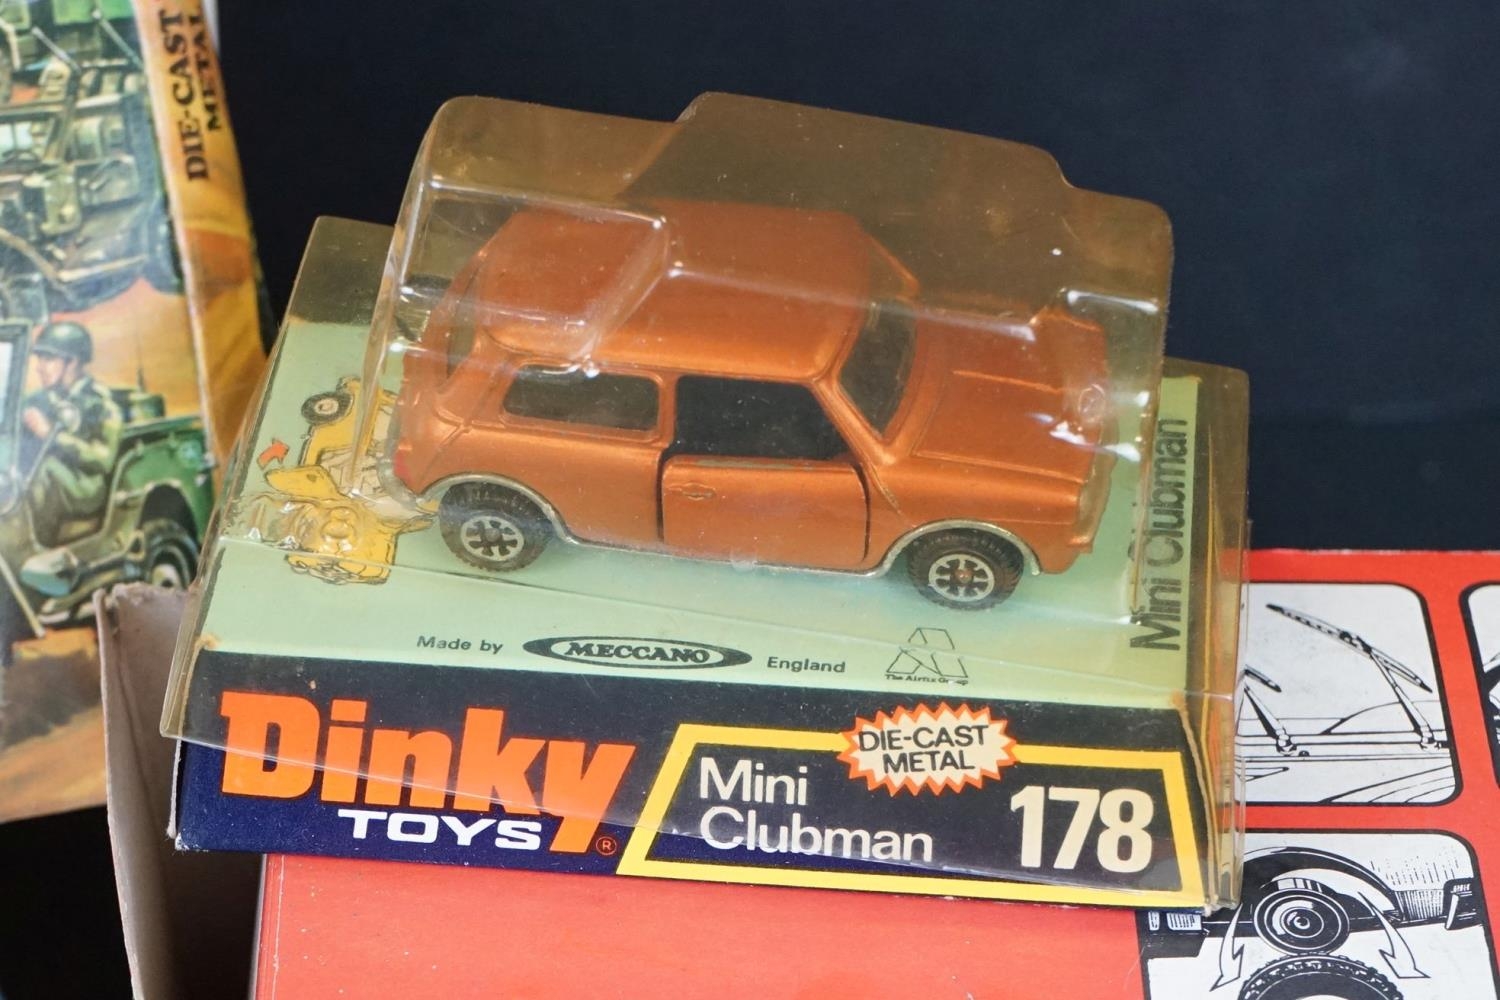 DIE-CAST
METAL
Mini Clubman
Made by MECCANO England
The Airfix Group
Dinky
TOYS®
Mini
Clubman
DIE-CAST
METAL
178